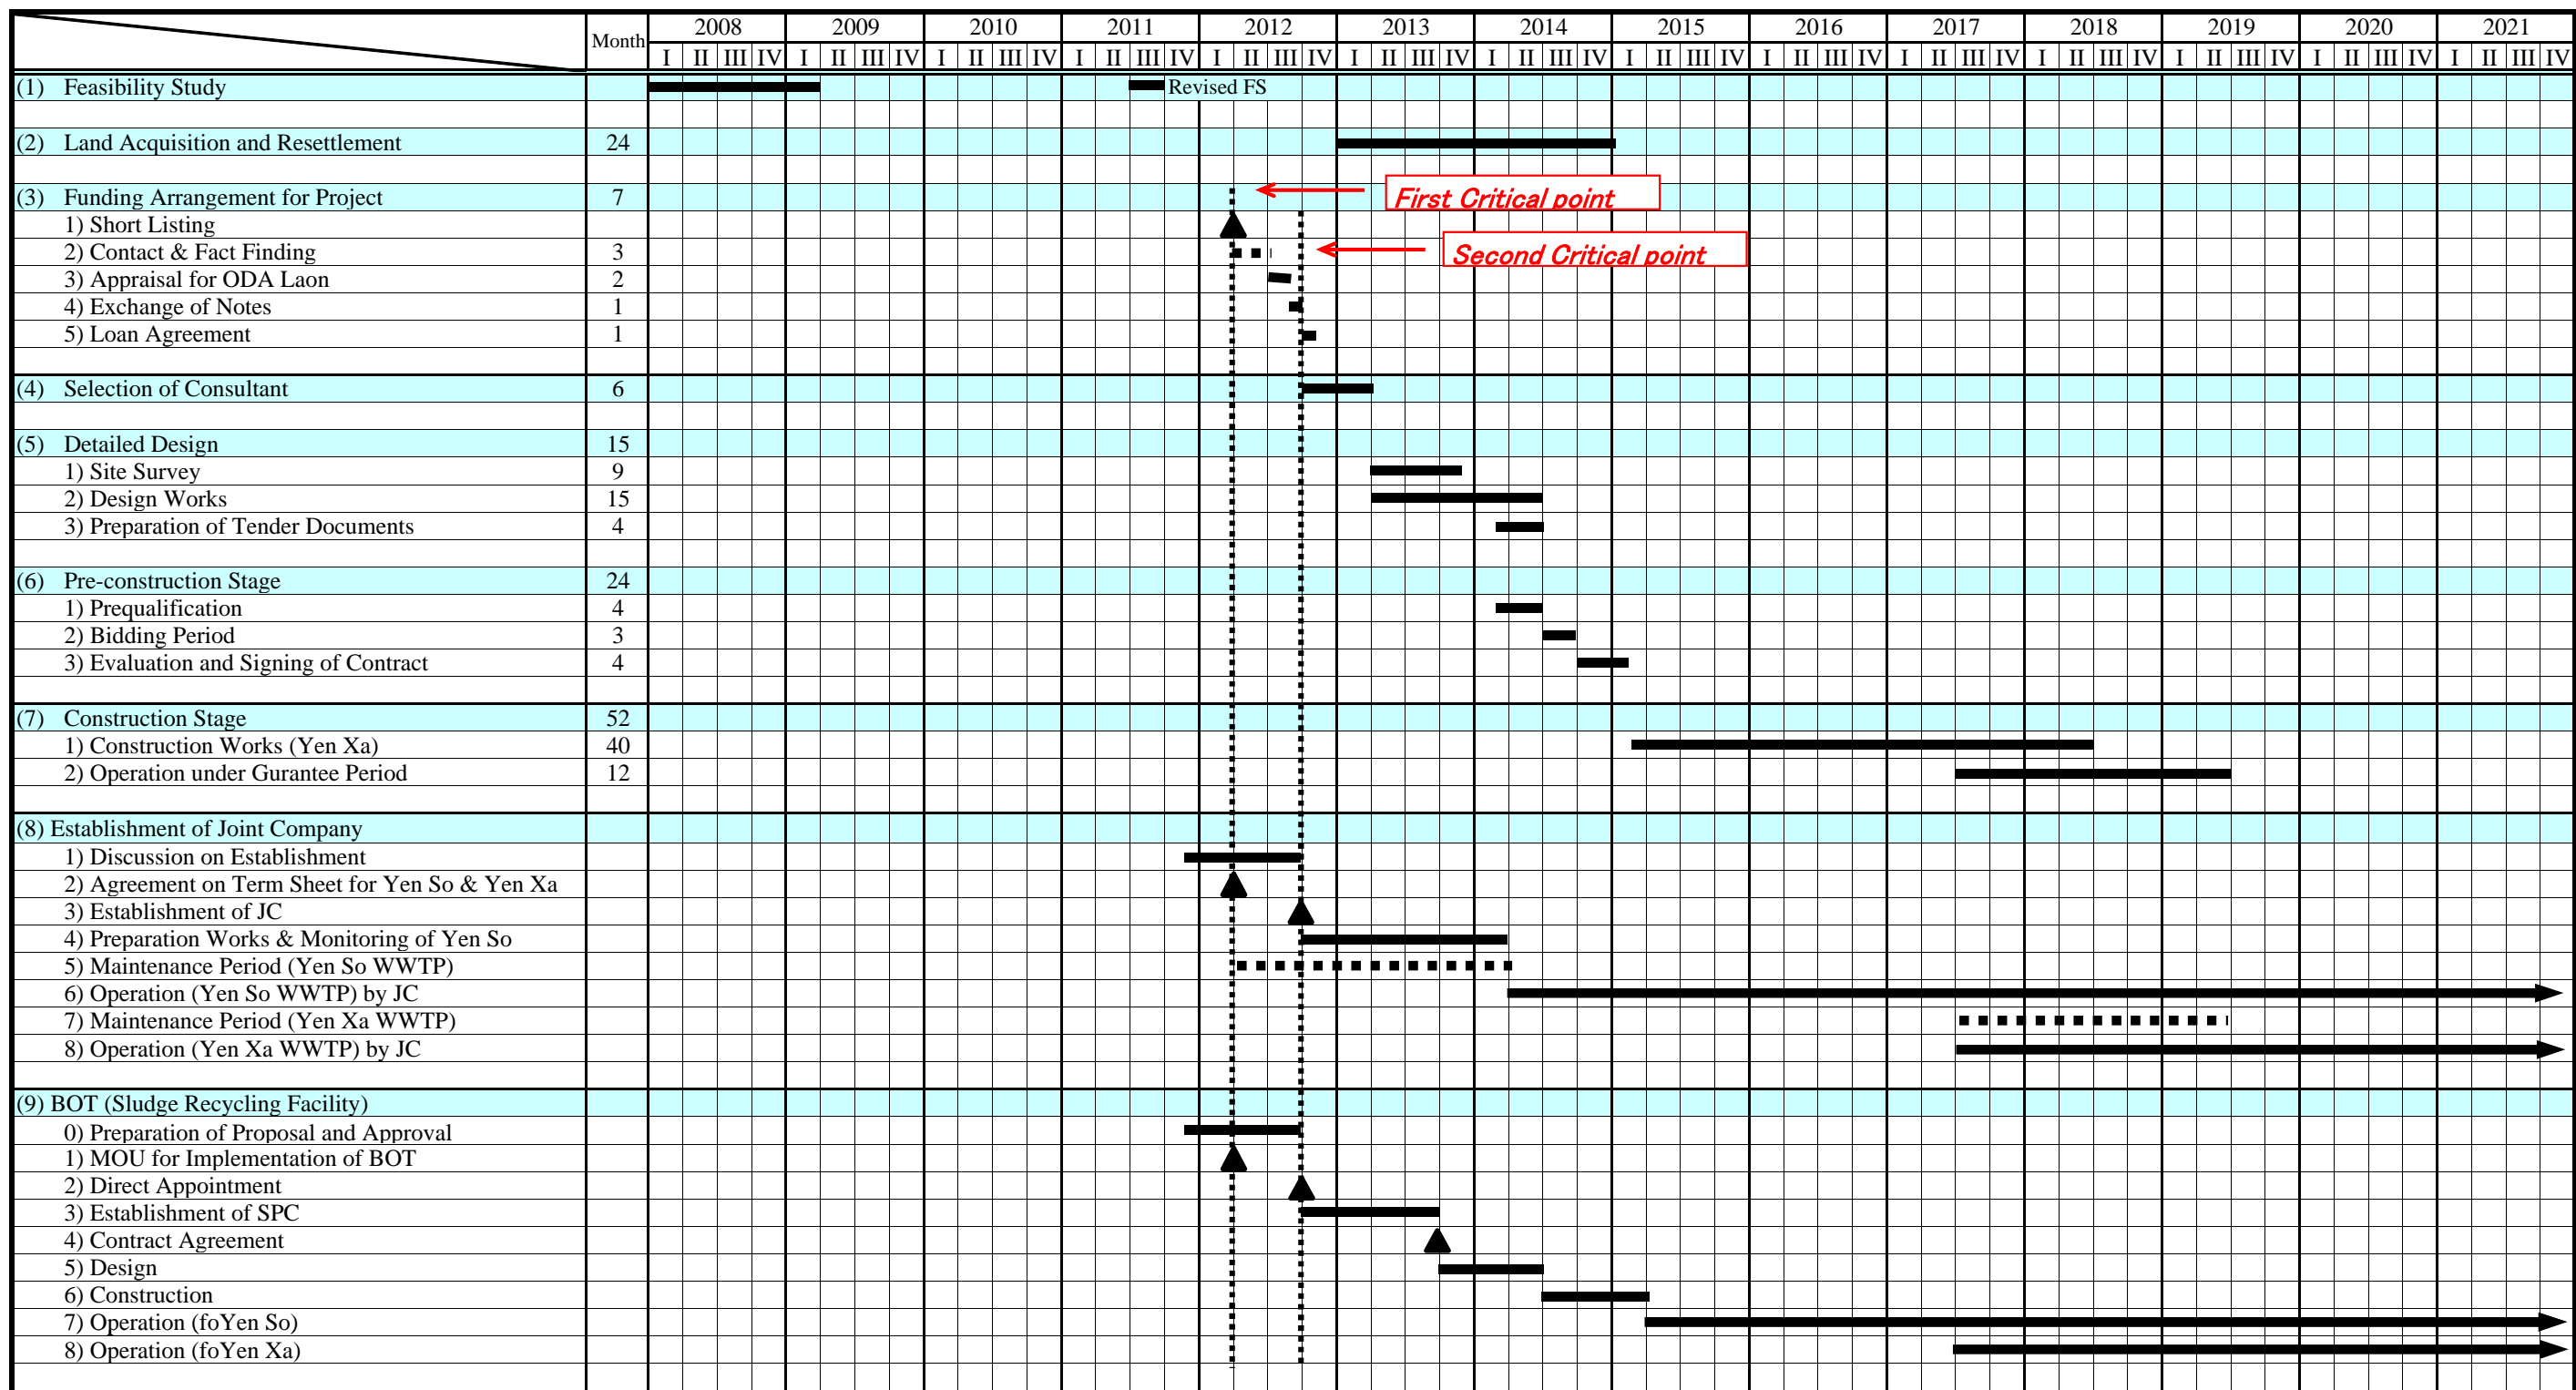 Month 2008 2009 2010 2011 2012 2013 2014 2015 2016 2017 2018 2019 2020 2021
I II III IV I II III IV I II III IV I II III IV I II III IV I II III IV I II III IV I II III IV I II III IV I II III IV I II III IV I II III IV I II III IV I II III IV
(1) Feasibility Study Revised FS
(2) Land Acquisition and Resettlement 24
(3) Funding Arrangement for Project 7 First Critical point
1) Short Listing
2) Contact & Fact Finding 3 Second Critical point
3) Appraisal for ODA Laon 2
4) Exchange of Notes 1
5) Loan Agreement 1
(4) Selection of Consultant 6
(5) Detailed Design 15
1) Site Survey 9
2) Design Works 15
3) Preparation of Tender Documents 4
(6) Pre-construction Stage 24
1) Prequalification 4
2) Bidding Period 3
3) Evaluation and Signing of Contract 4
(7) Construction Stage 52
1) Construction Works (Yen Xa) 40
2) Operation under Gurantee Period 12
(8) Establishment of Joint Company
1) Discussion on Establishment
2) Agreement on Term Sheet for Yen So & Yen Xa
3) Establishment of JC
4) Preparation Works & Monitoring of Yen So
5) Maintenance Period (Yen So WWTP)
6) Operation (Yen So WWTP) by JC
7) Maintenance Period (Yen Xa WWTP)
8) Operation (Yen Xa WWTP) by JC
(9) BOT (Sludge Recycling Facility)
0) Preparation of Proposal and Approval
1) MOU for Implementation of BOT
2) Direct Appointment
3) Establishment of SPC
4) Contract Agreement
5) Design
6) Construction
7) Operation (foYen So)
8) Operation (foYen Xa)